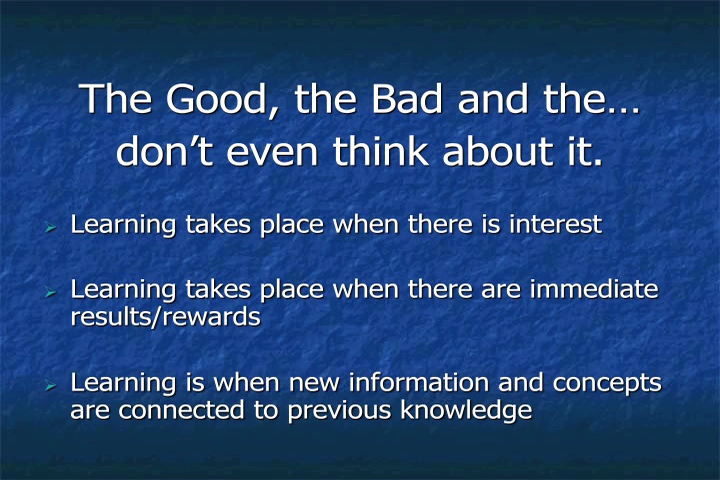 The Good, the Bad and the…
don’t even think about it.
➢ Learning takes place when there is interest
➢ Learning takes place when there are immediate
results/rewards
➢ Learning is when new information and concepts
are connected to previous knowledge